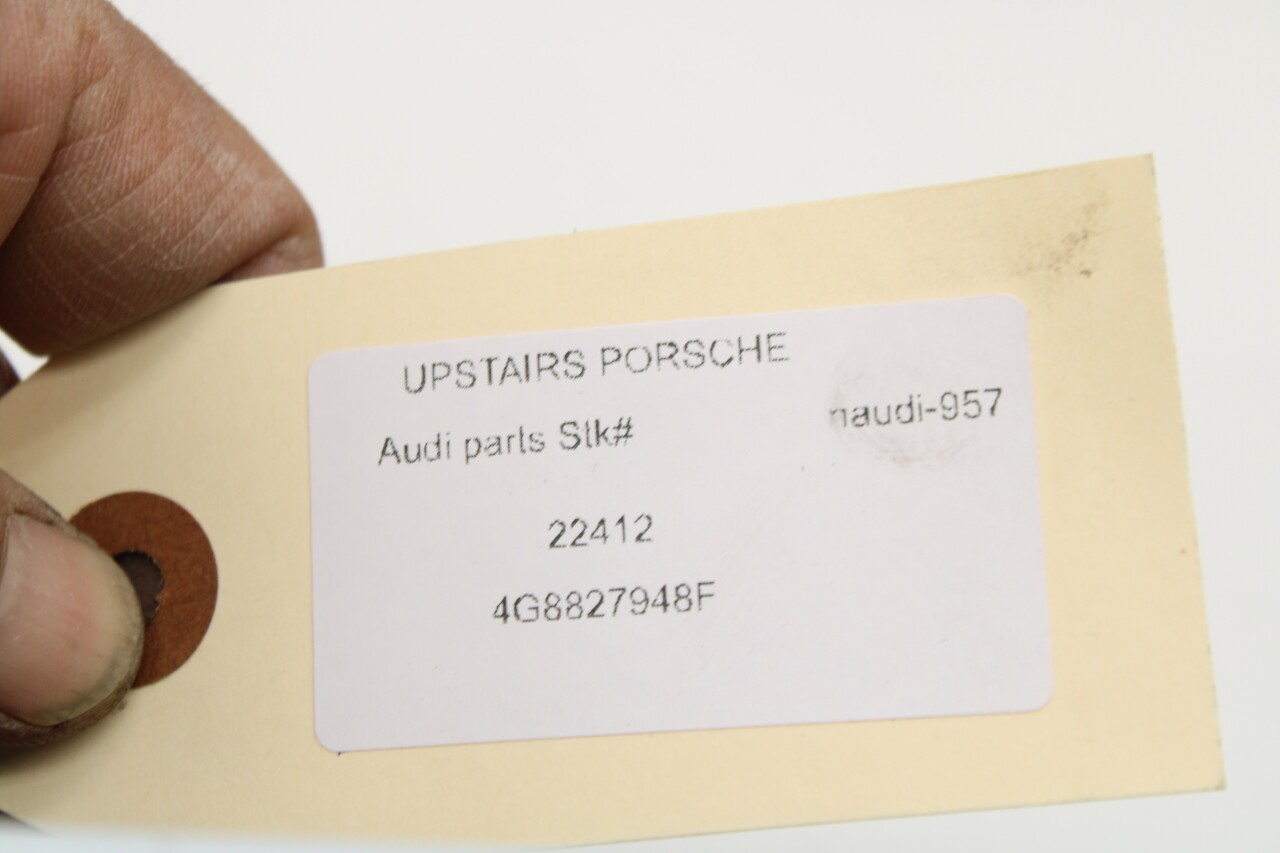 UPSTAIRS PORSCHE
Audi parts Stk# naudi-957
22412
4G8827948F